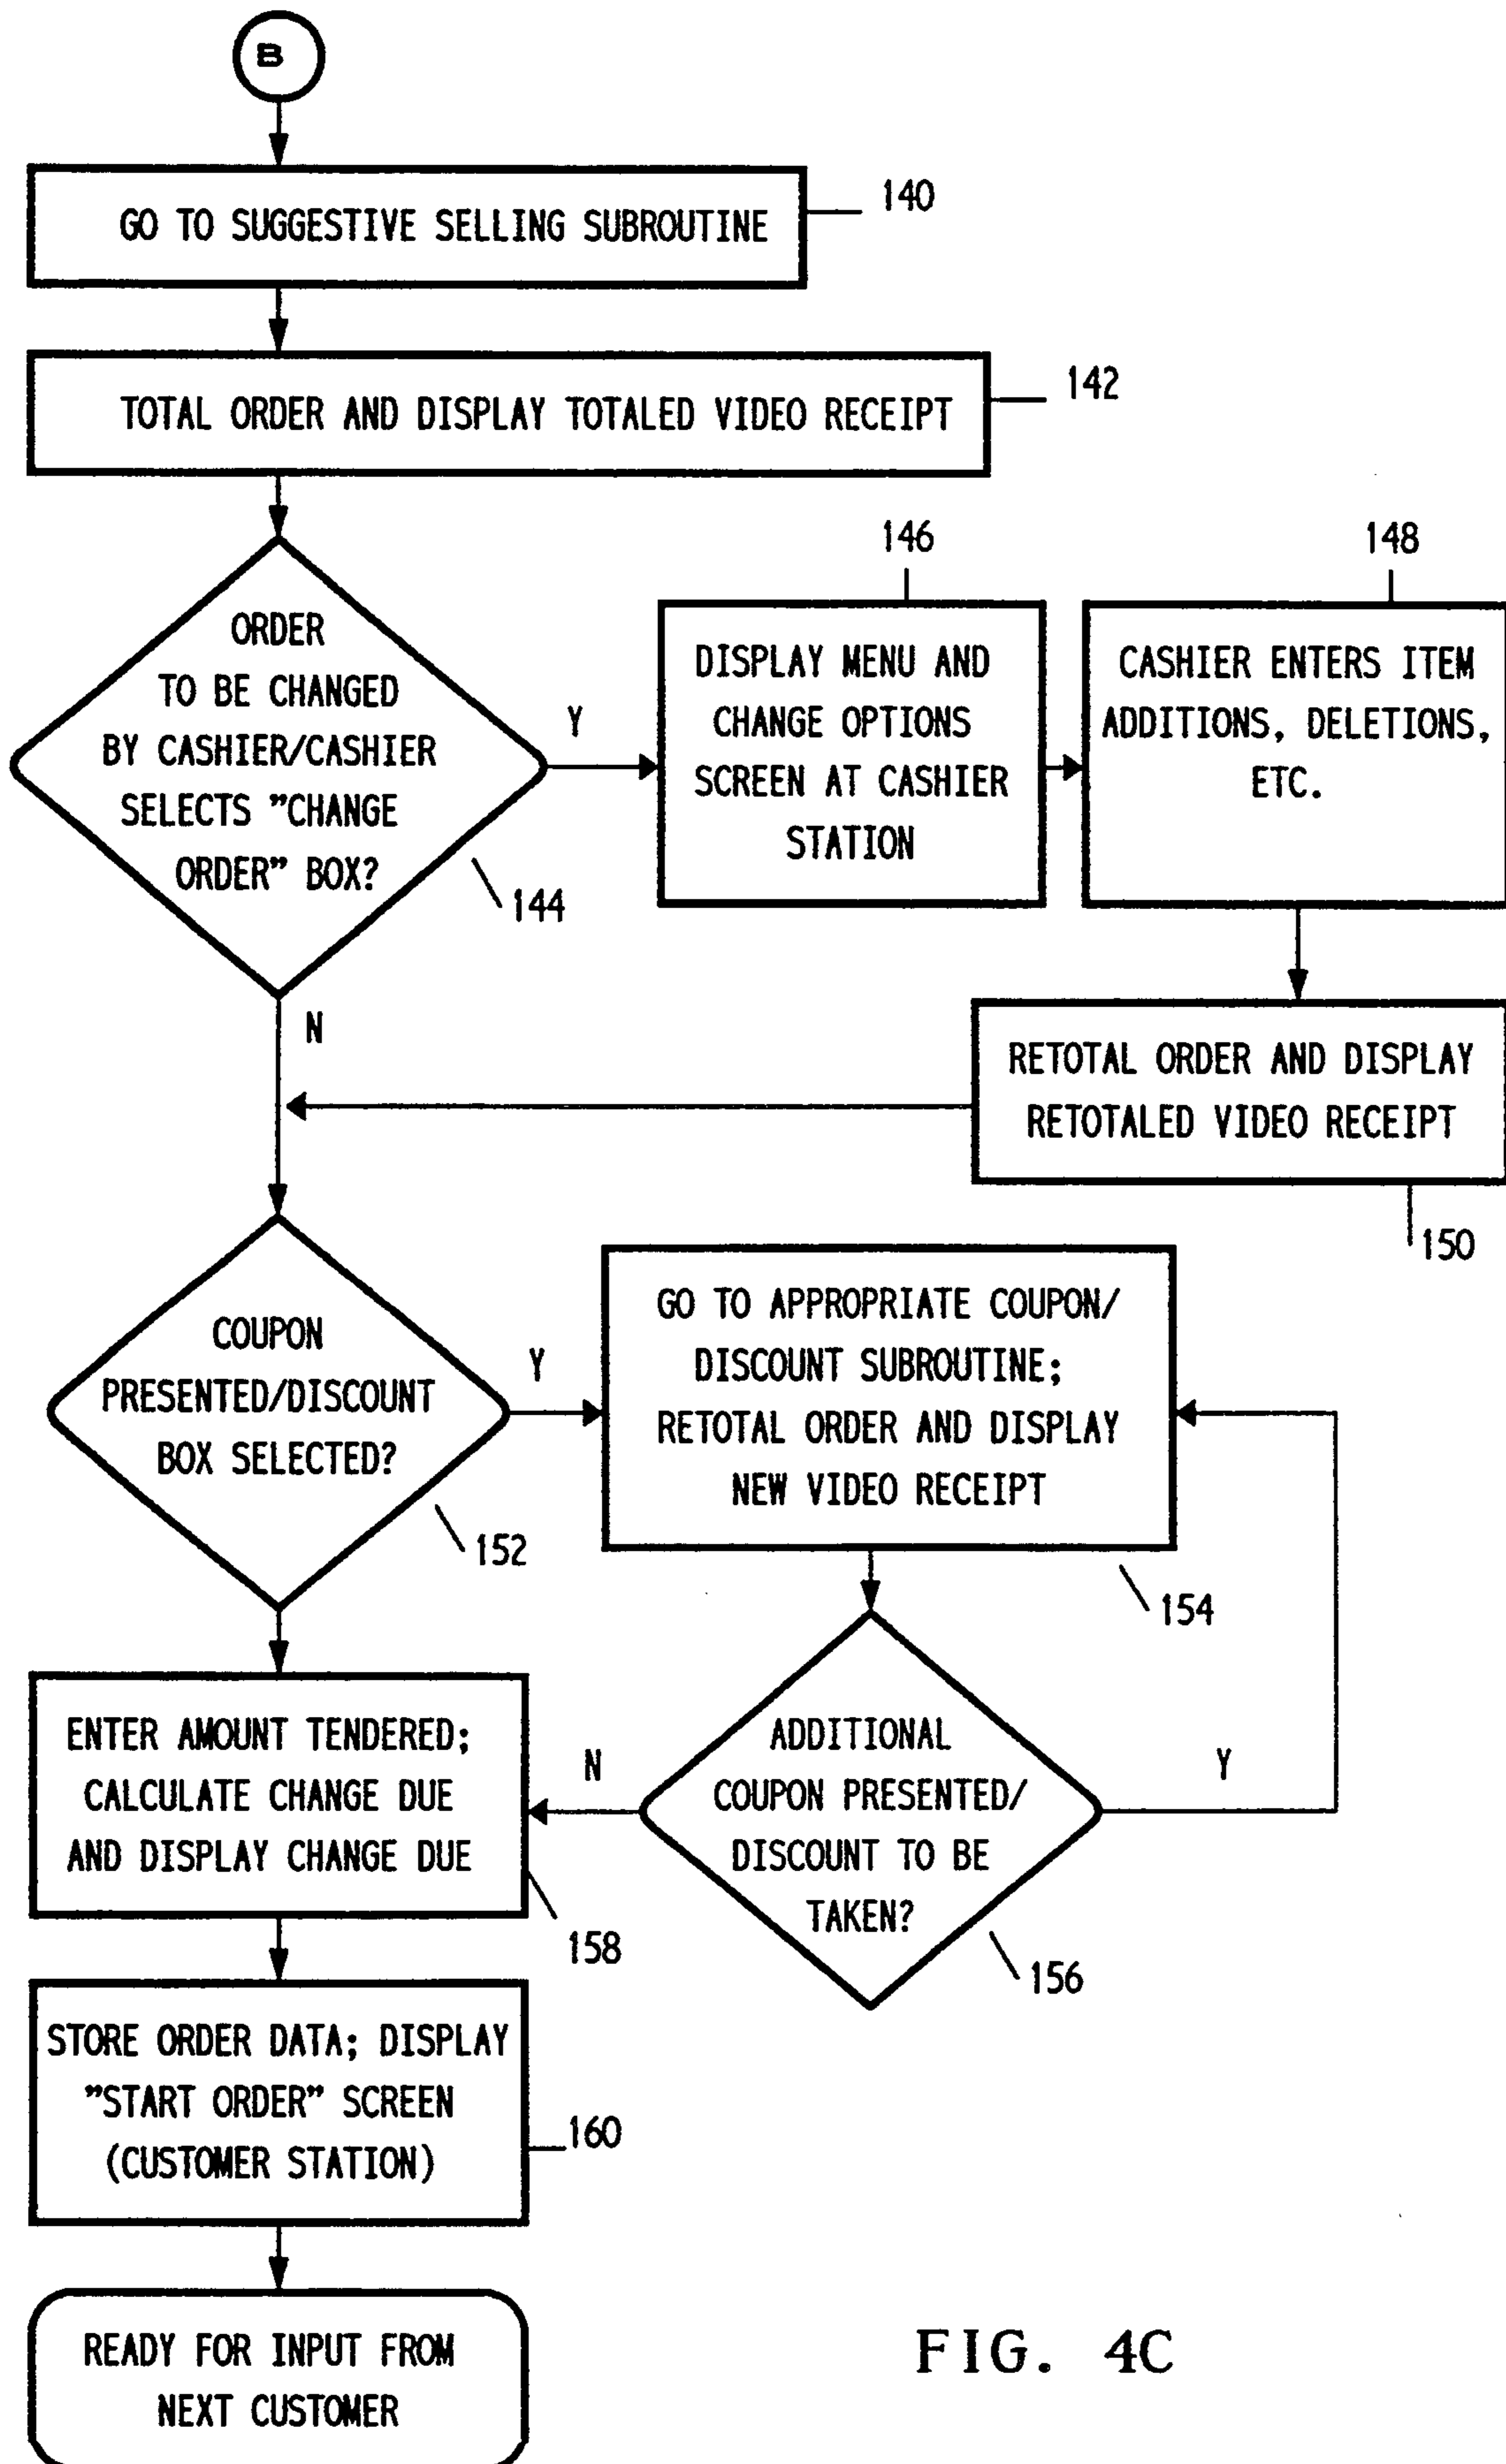 B
GO TO SUGGESTIVE SELLING SUBROUTINE
140
TOTAL ORDER AND DISPLAY TOTALED VIDEO RECEIPT
142
ORDER
TO BE CHANGED
BY CASHIER/CASHIER
SELECTS "CHANGE
ORDER" BOX?
144
Y
N
146
DISPLAY MENU AND
CHANGE OPTIONS
SCREEN AT CASHIER
STATION
148
CASHIER ENTERS ITEM
ADDITIONS, DELETIONS,
ETC.
RETOTAL ORDER AND DISPLAY
RETOTALED VIDEO RECEIPT
150
COUPON
PRESENTED/DISCOUNT
BOX SELECTED?
152
Y
GO TO APPROPRIATE COUPON/
DISCOUNT SUBROUTINE;
RETOTAL ORDER AND DISPLAY
NEW VIDEO RECEIPT
154
ADDITIONAL
COUPON PRESENTED/
DISCOUNT TO BE
TAKEN?
156
Y
N
ENTER AMOUNT TENDERED;
CALCULATE CHANGE DUE
AND DISPLAY CHANGE DUE
158
STORE ORDER DATA; DISPLAY
"START ORDER" SCREEN
(CUSTOMER STATION)
160
READY FOR INPUT FROM
NEXT CUSTOMER
FIG. 4C